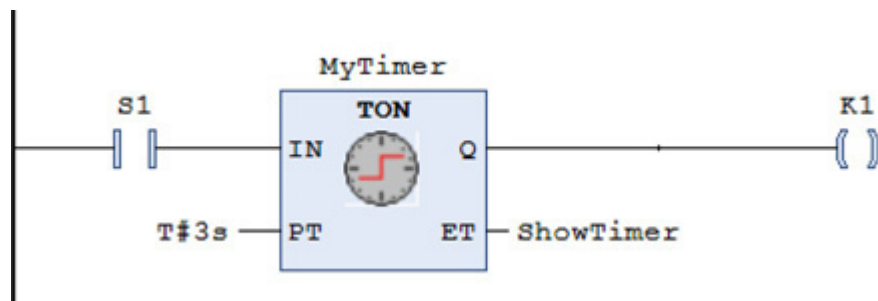 MyTimer
S1
TON
K1
IN
Q
T#3s
PT
ET
ShowTimer